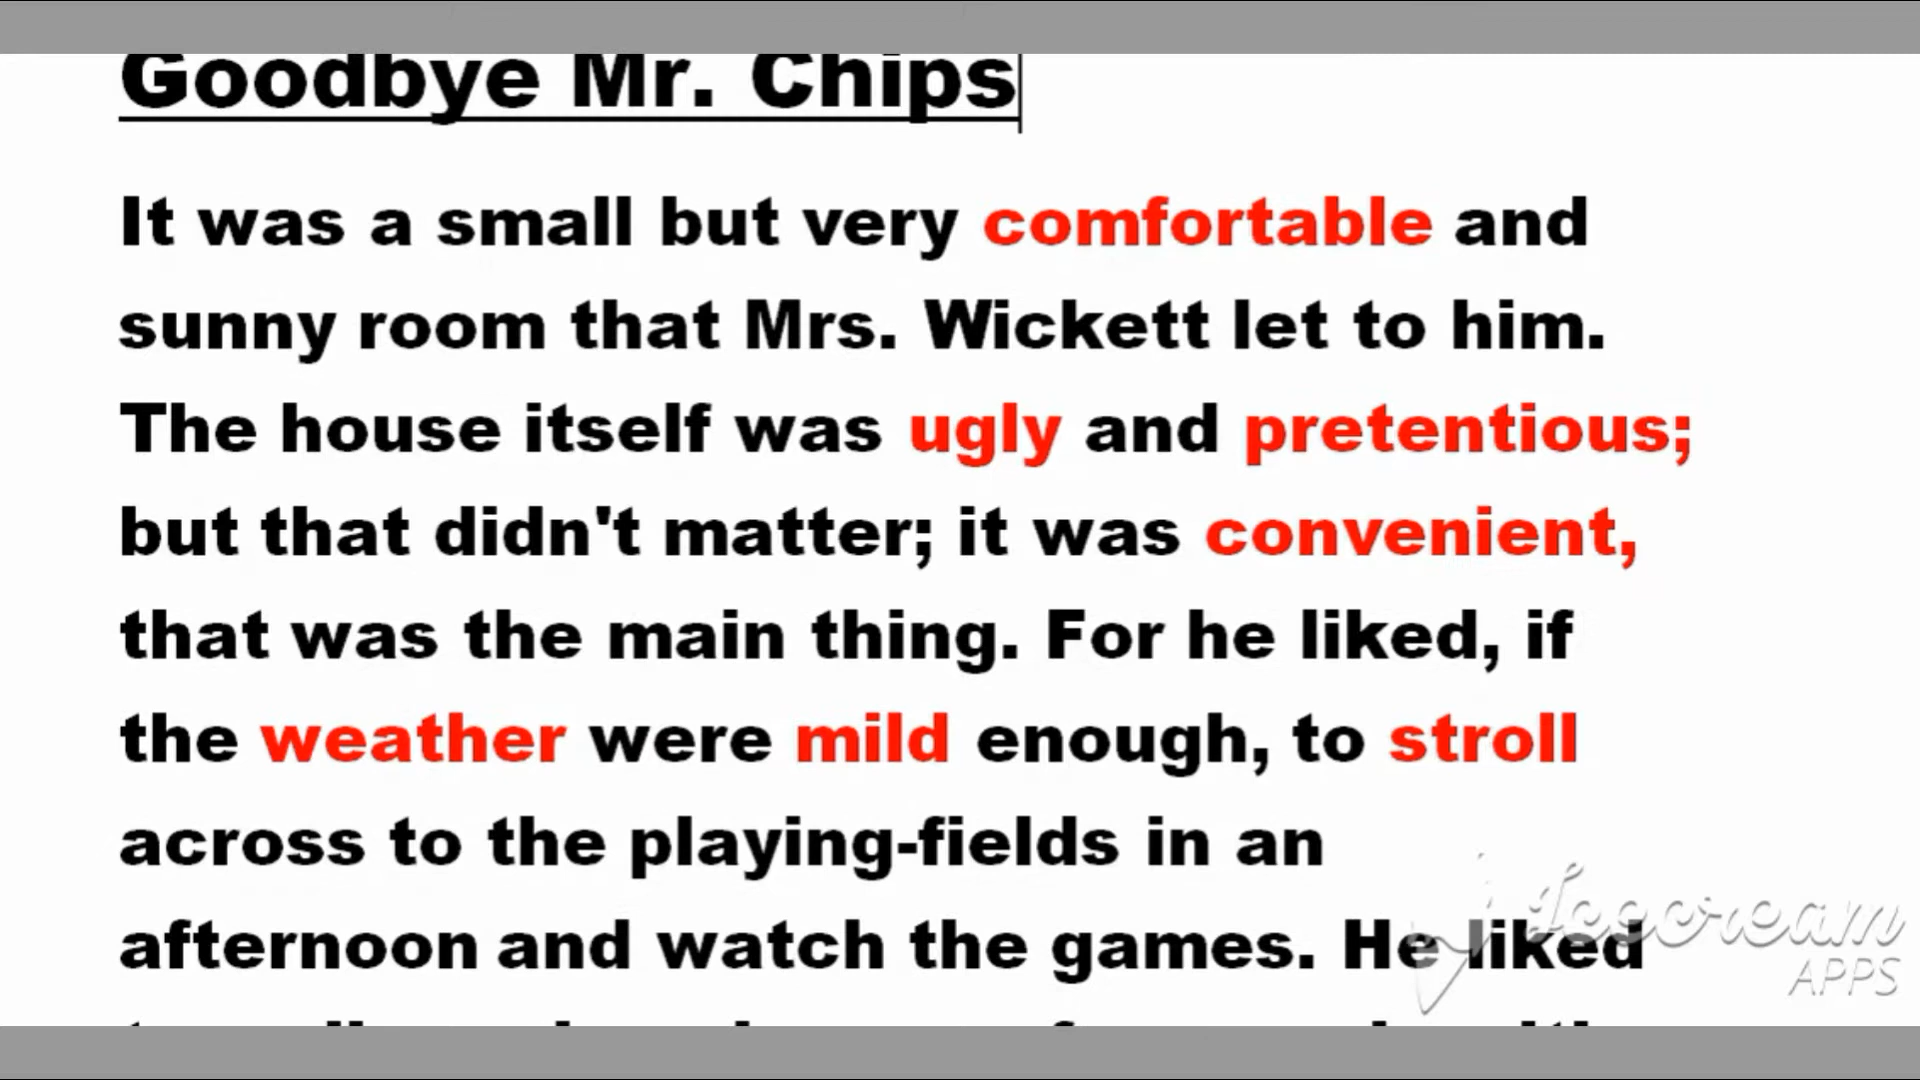 Goodbye Mr. Chips
It was a small but very comfortable and
sunny room that Mrs. Wickett let to him.
The house itself was ugly and pretentious;
but that didn't matter; it was convenient,
that was the main thing. For he liked, if
the weather were mild enough, to stroll
across to the playing-fields in an
afternoon and watch the games. He liked
Icecream
APPS